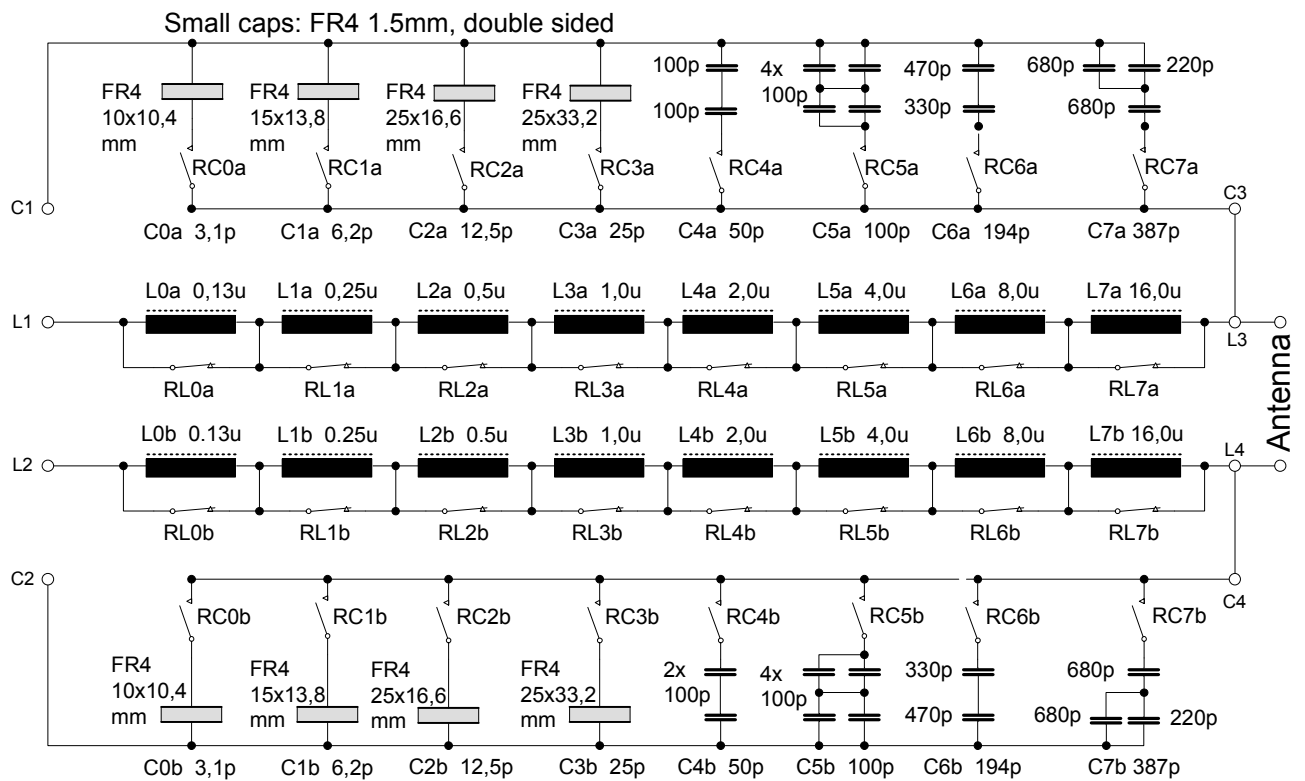 Small caps: FR4 1.5mm, double sided
FR4
10x10,4
mm
FR4
15x13,8
mm
FR4
25x16,6
mm
FR4
25x33,2
mm
100p
100p
4x
100p
470p
330p
680p
220p
680p
RC0a
RC1a
RC2a
RC3a
RC4a
RC5a
RC6a
RC7a
C1
C3
C0a 3,1p
C1a 6,2p
C2a 12,5p
C3a 25p
C4a 50p
C5a 100p
C6a 194p
C7a 387p
L0a 0,13u
L1a 0,25u
L2a 0,5u
L3a 1,0u
L4a 2,0u
L5a 4,0u
L6a 8,0u
L7a 16,0u
L1
L3
RL0a
RL1a
RL2a
RL3a
RL4a
RL5a
RL6a
RL7a
Antenna
L0b 0.13u
L1b 0.25u
L2b 0.5u
L3b 1,0u
L4b 2,0u
L5b 4,0u
L6b 8,0u
L7b 16,0u
L2
L4
RL0b
RL1b
RL2b
RL3b
RL4b
RL5b
RL6b
RL7b
C2
C4
RC0b
RC1b
RC2b
RC3b
RC4b
RC5b
RC6b
RC7b
FR4
10x10,4
mm
FR4
15x13,8
mm
FR4
25x16,6
mm
FR4
25x33,2
mm
2x
100p
4x
100p
330p
470p
680p
680p
220p
C0b 3,1p
C1b 6,2p
C2b 12,5p
C3b 25p
C4b 50p
C5b 100p
C6b 194p
C7b 387p